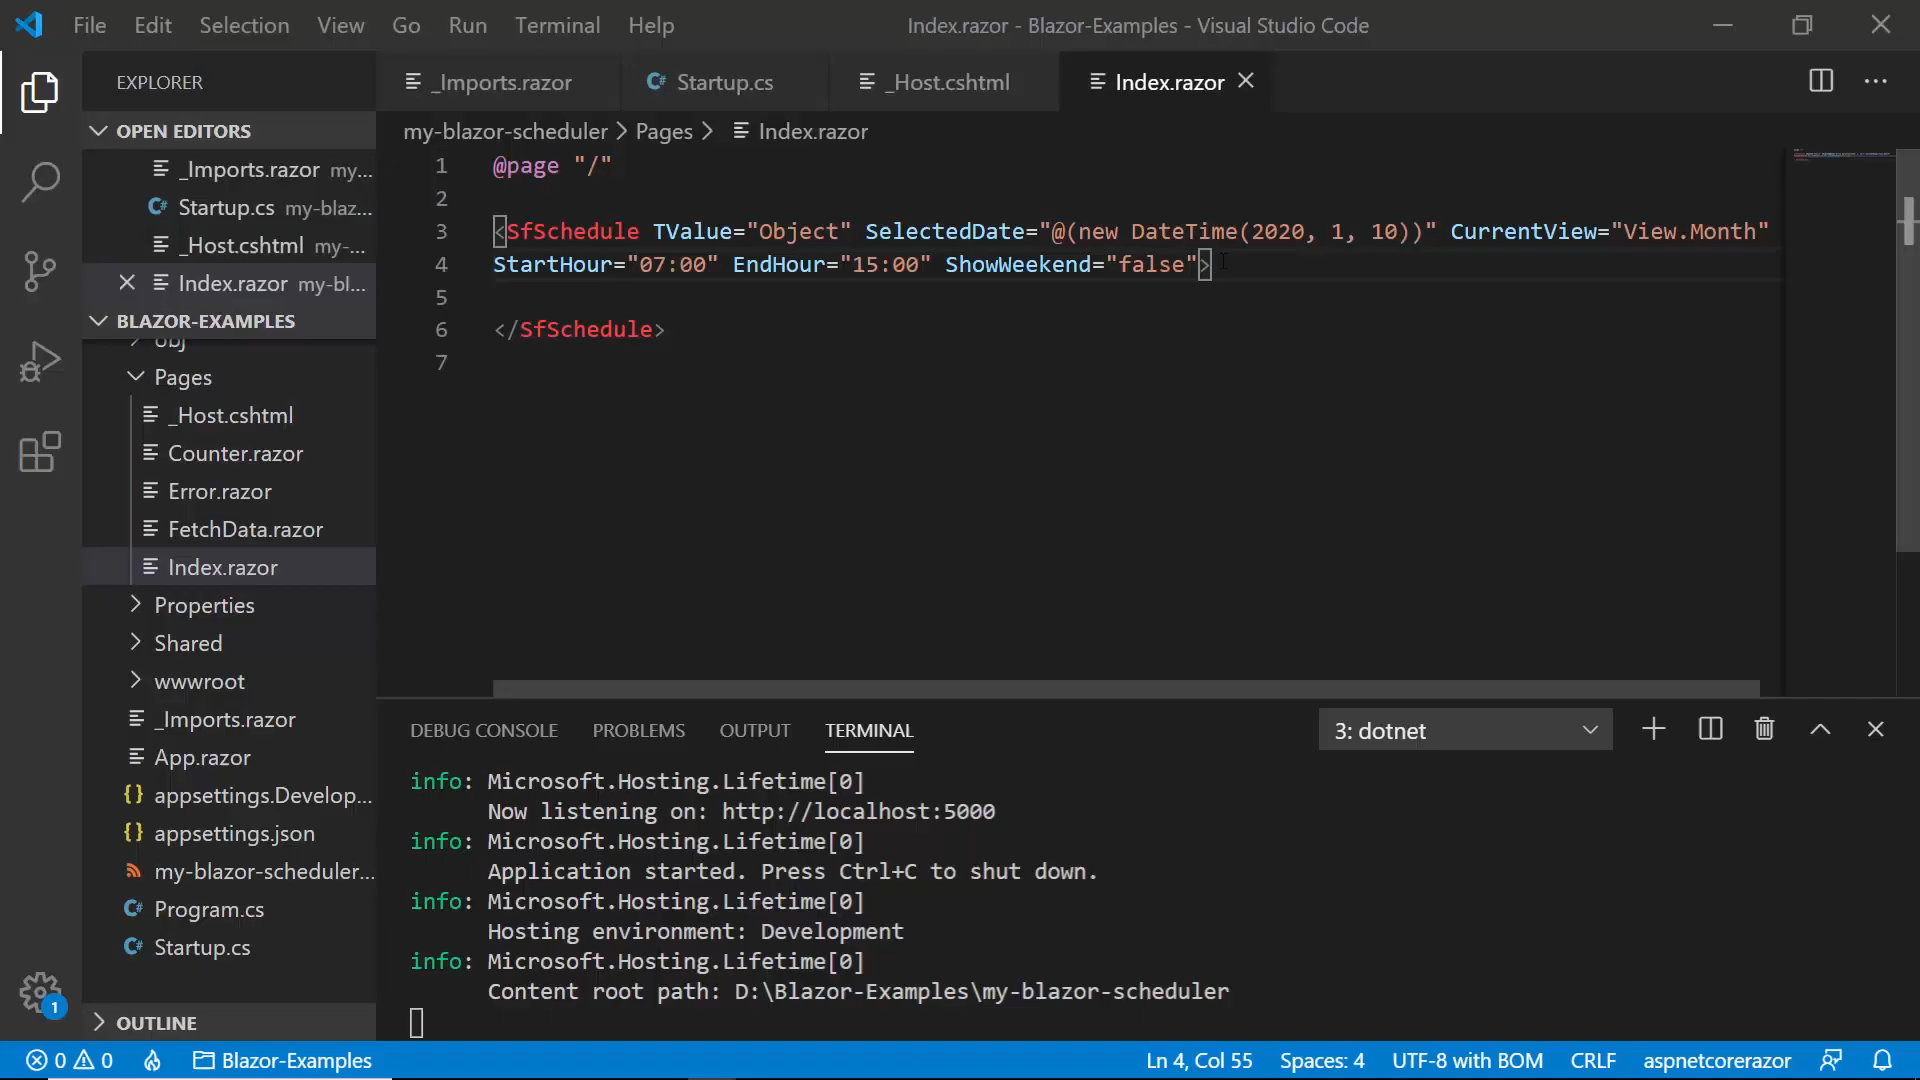 File Edit Selection View Go Run Terminal Help
Index.razor - Blazor-Examples - Visual Studio Code
EXPLORER
_Imports.razor Startup.cs _Host.cshtml Index.razor
OPEN EDITORS
_Imports.razor my...
Startup.cs my-blaz...
_Host.cshtml my-...
Index.razor my-bl...
BLAZOR-EXAMPLES
obj
Pages
_Host.cshtml
Counter.razor
Error.razor
FetchData.razor
Index.razor
Properties
Shared
wwwroot
_Imports.razor
App.razor
appsettings.Develop...
appsettings.json
my-blazor-scheduler...
Program.cs
Startup.cs
OUTLINE
my-blazor-scheduler > Pages > Index.razor
1 @page "/"
2
3 <SfSchedule TValue="Object" SelectedDate="@(new DateTime(2020, 1, 10))" CurrentView="View.Month"
4 StartHour="07:00" EndHour="15:00" ShowWeekend="false">
5
6 </SfSchedule>
7
DEBUG CONSOLE PROBLEMS OUTPUT TERMINAL 3: dotnet
info: Microsoft.Hosting.Lifetime[0]
Now listening on: http://localhost:5000
info: Microsoft.Hosting.Lifetime[0]
Application started. Press Ctrl+C to shut down.
info: Microsoft.Hosting.Lifetime[0]
Hosting environment: Development
info: Microsoft.Hosting.Lifetime[0]
Content root path: D:\Blazor-Examples\my-blazor-scheduler
1
0 0 Blazor-Examples Ln 4, Col 55 Spaces: 4 UTF-8 with BOM CRLF aspnetcorerazor